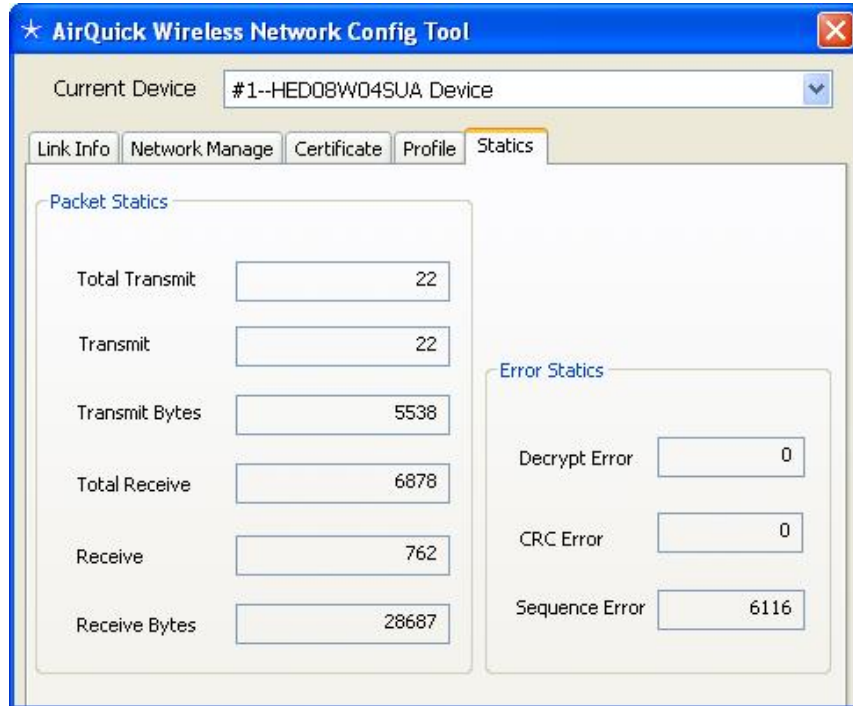 AirQuick Wireless Network Config Tool
Current Device #1--HED08W04SUA Device
Link Info Network Manage Certificate Profile Statics
Packet Statics
Total Transmit 22
Transmit 22
Transmit Bytes 5538
Total Receive 6878
Receive 762
Receive Bytes 28687
Error Statics
Decrypt Error 0
CRC Error 0
Sequence Error 6116